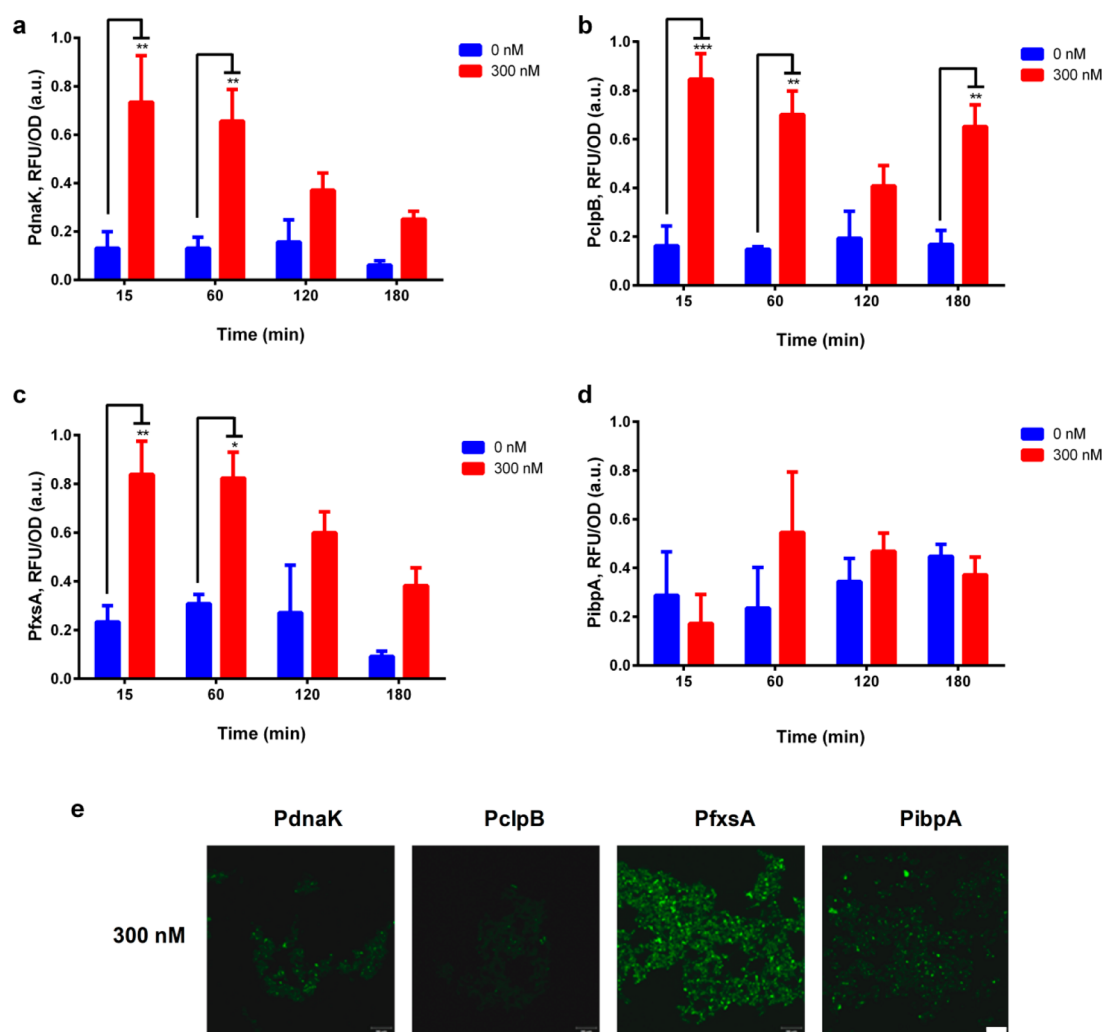 a
PdnaK, RFU/OD (a.u.)
1.0
0.8
0.6
0.4
0.2
0.0
**
**
0 nM
300 nM
15 60 120 180
Time (min)
b
PclpB, RFU/OD (a.u.)
1.0
0.8
0.6
0.4
0.2
0.0
***
**
**
0 nM
300 nM
15 60 120 180
Time (min)
c
PfxsA, RFU/OD (a.u.)
1.0
0.8
0.6
0.4
0.2
0.0
**
*
0 nM
300 nM
15 60 120 180
Time (min)
d
PibpA, RFU/OD (a.u.)
1.0
0.8
0.6
0.4
0.2
0.0
0 nM
300 nM
15 60 120 180
Time (min)
e
PdnaK PclpB PfxsA PibpA
300 nM